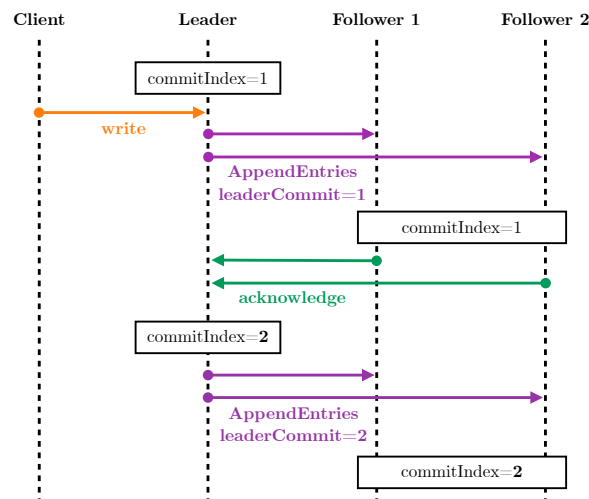 Client Leader Follower 1 Follower 2
commitIndex=1
write
AppendEntries
leaderCommit=1
commitIndex=1
acknowledge
commitIndex=2
AppendEntries
leaderCommit=2
commitIndex=2